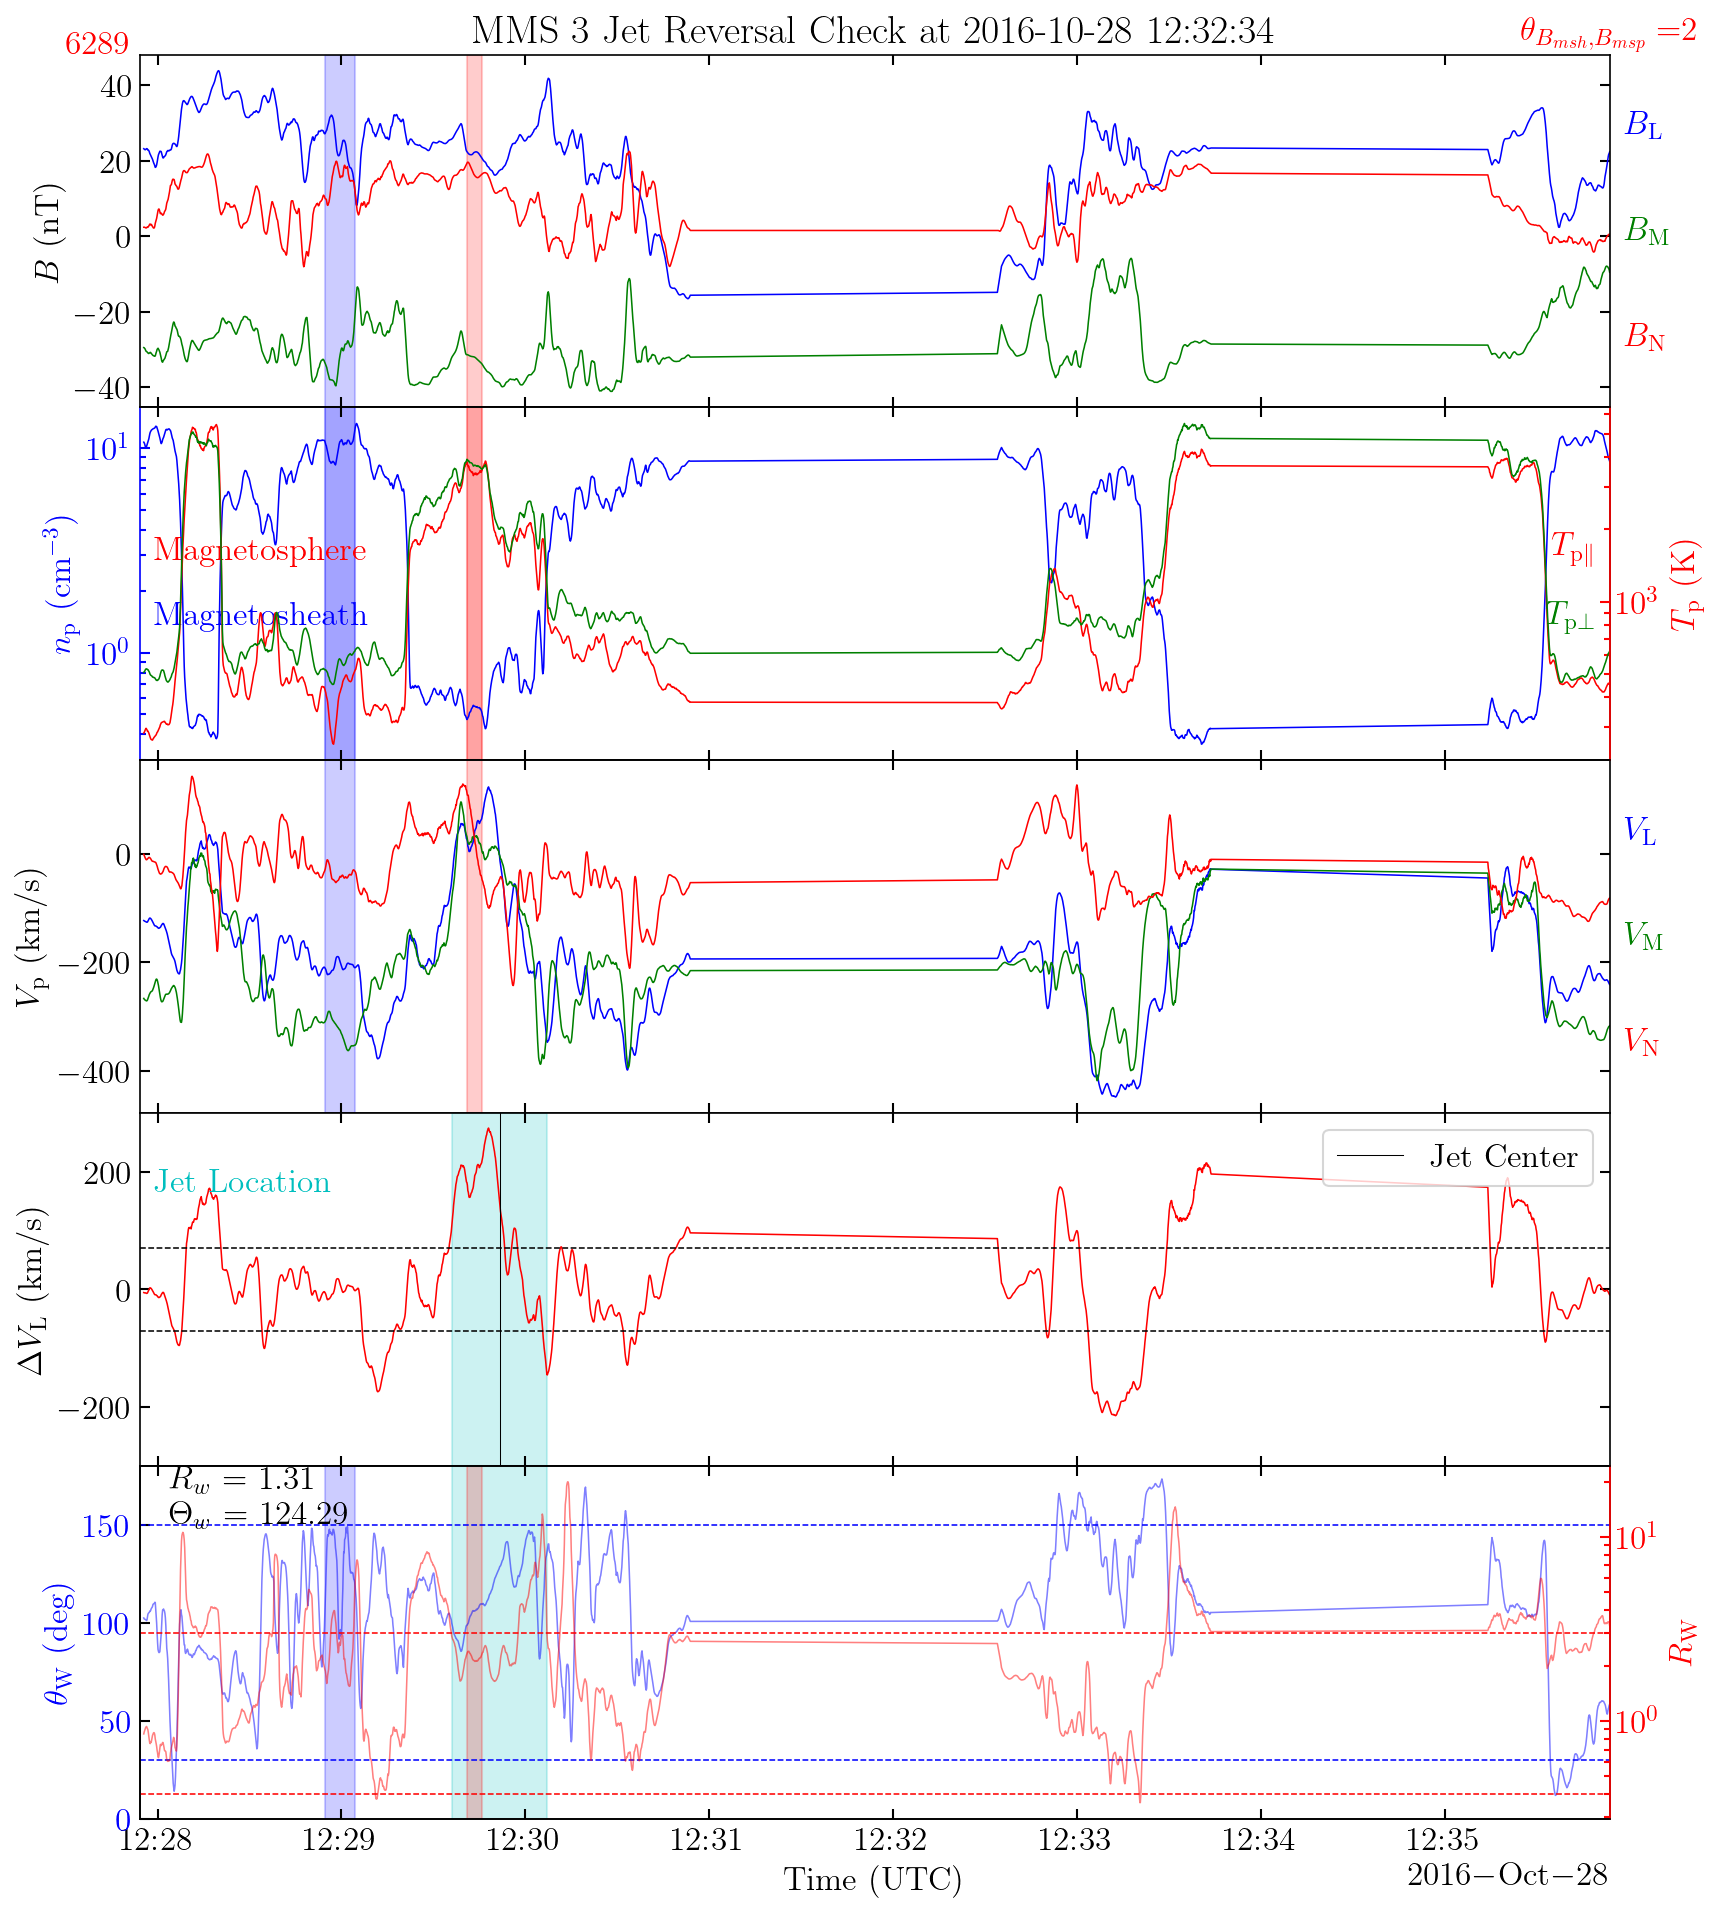 MMS 3 Jet Reversal Check at 2016-10-28 12:32:34
6289
θ_{B_{msh},B_{msp}} =2
40
20
0
−20
−40
B (nT)
B_L
B_M
B_N
10^1
10^0
n_p (cm^{−3})
Magnetosphere
Magnetosheath
T_{p∥}
T_{p⊥}
10^3
T_p (K)
0
−200
−400
V_p (km/s)
V_L
V_M
V_N
200
0
−200
ΔV_L (km/s)
Jet Location
Jet Center
R_w = 1.31
Θ_w = 124.29
150
100
50
0
θ_W (deg)
10^1
10^0
R_W
12:28 12:29 12:30 12:31 12:32 12:33 12:34 12:35
Time (UTC)
2016−Oct−28